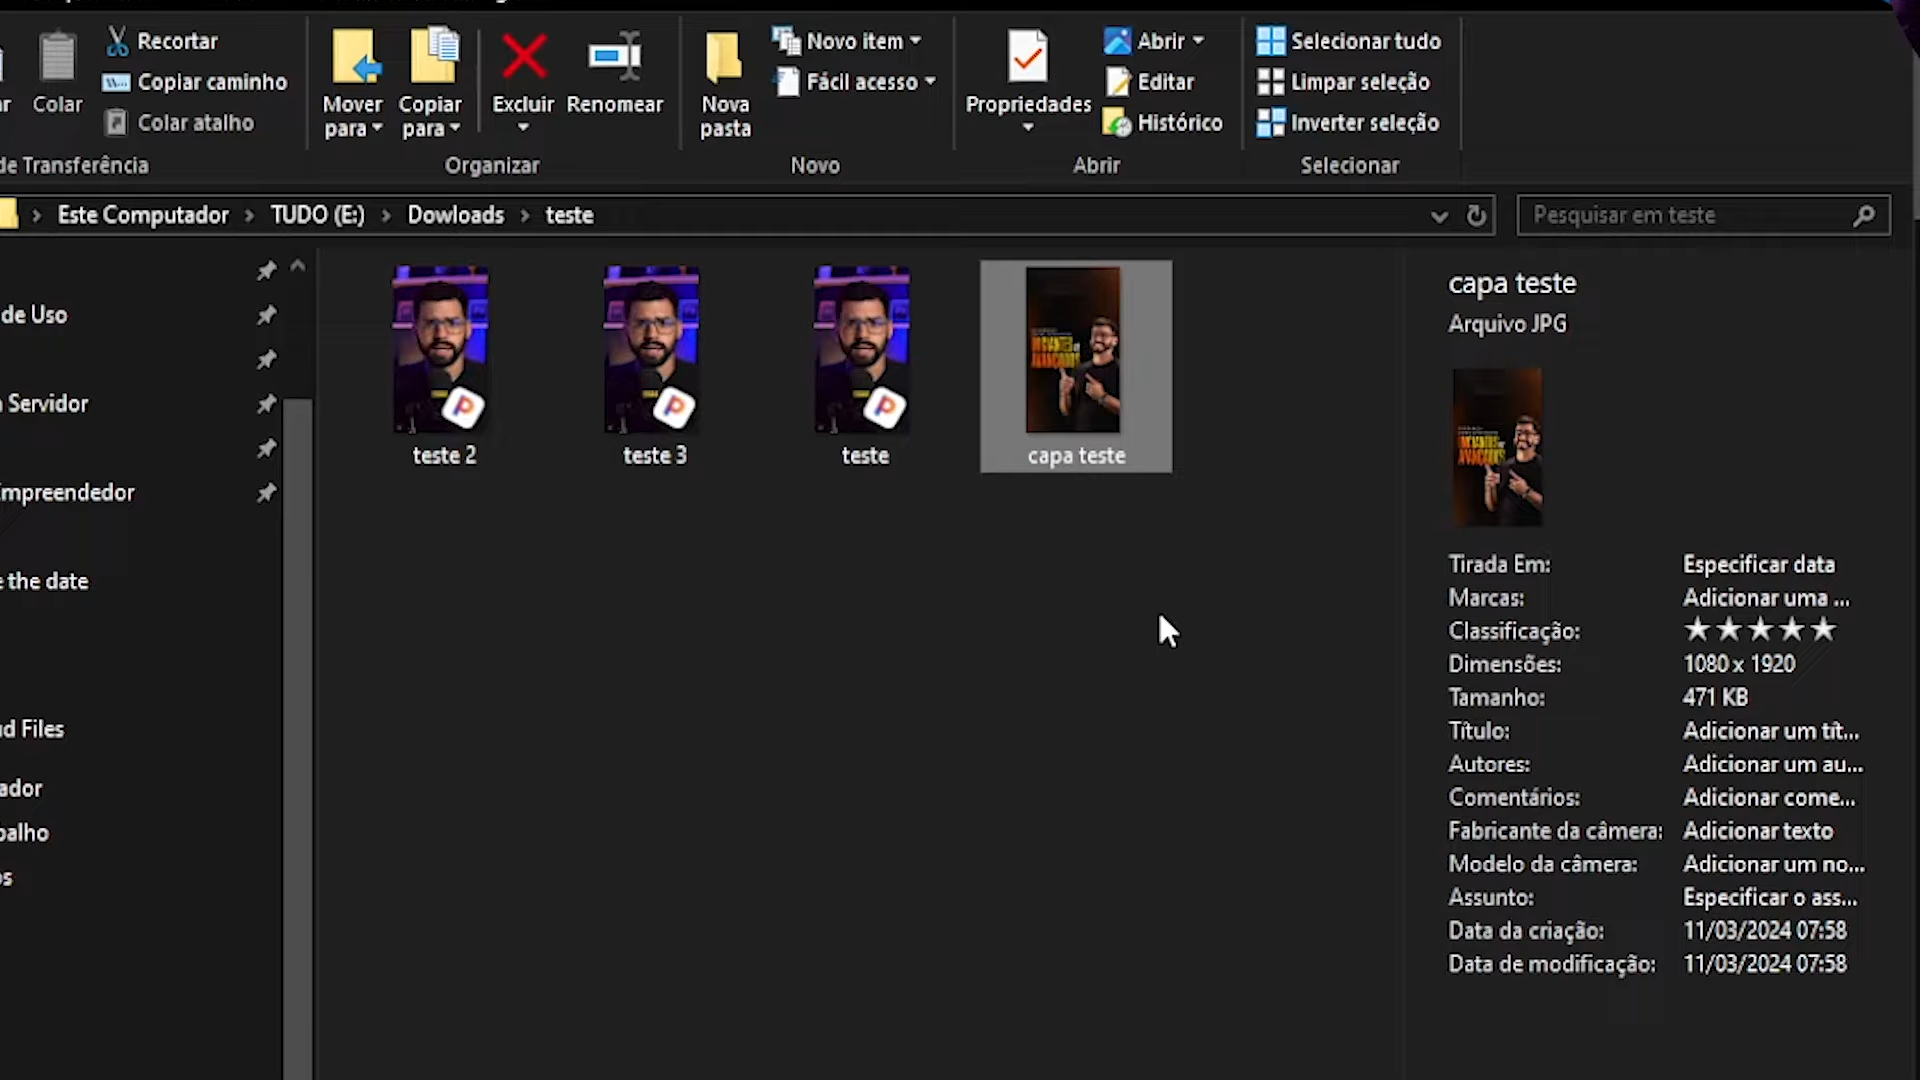 Recortar
Copiar caminho
Colar atalho
Colar
de Transferência
Mover para
Copiar para
Excluir
Renomear
Organizar
Nova pasta
Novo item
Fácil acesso
Novo
Propriedades
Abrir
Editar
Histórico
Abrir
Selecionar tudo
Limpar seleção
Inverter seleção
Selecionar
Este Computador > TUDO (E:) > Dowloads > teste
Pesquisar em teste
de Uso
Servidor
Empreendedor
the date
Files
teste 2
teste 3
teste
capa teste
capa teste
Arquivo JPG
Tirada Em: Especificar data
Marcas: Adicionar uma ...
Classificação:
Dimensões: 1080 x 1920
Tamanho: 471 KB
Título: Adicionar um tít...
Autores: Adicionar um au...
Comentários: Adicionar come...
Fabricante da câmera: Adicionar texto
Modelo da câmera: Adicionar um no...
Assunto: Especificar o ass...
Data da criação: 11/03/2024 07:58
Data de modificação: 11/03/2024 07:58